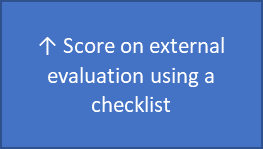 ↑ Score on external
evaluation using a
checklist